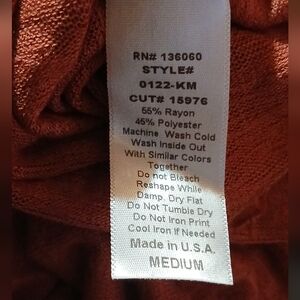 RN# 136060
STYLE#
0122-KM
CUT# 15976
55% Rayon
45% Polyester
Machine Wash Cold
Wash Inside Out
With Similar Colors
Together
Do not Bleach
Reshape While
Damp, Dry Flat
Do Not Tumble Dry
Do Not Iron Print
Cool Iron If Needed
Made in U.S.A.
MEDIUM